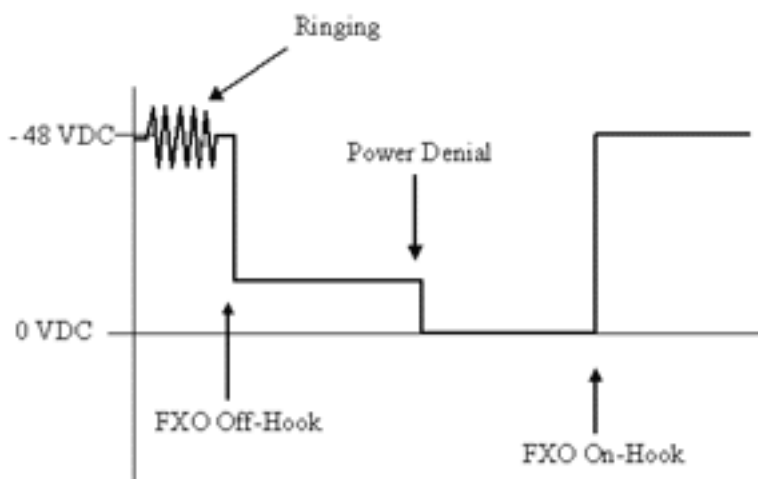 Ringing
- 48 VDC
Power Denial
0 VDC
FXO Off-Hook
FXO On-Hook